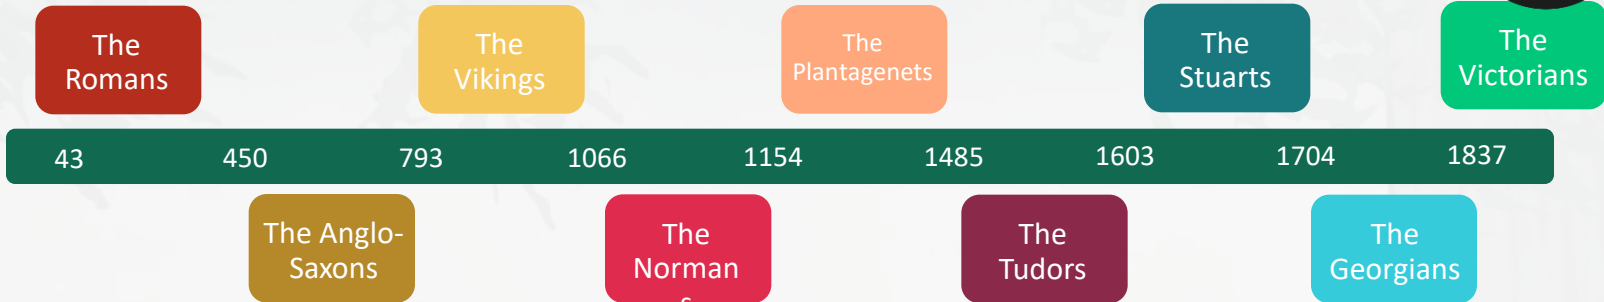 The
Romans
The
Vikings
The
Plantagenets
The
Stuarts
The
Victorians
43 450 793 1066 1154 1485 1603 1704 1837
The Anglo-
Saxons
The
Norman
s
The
Tudors
The
Georgians